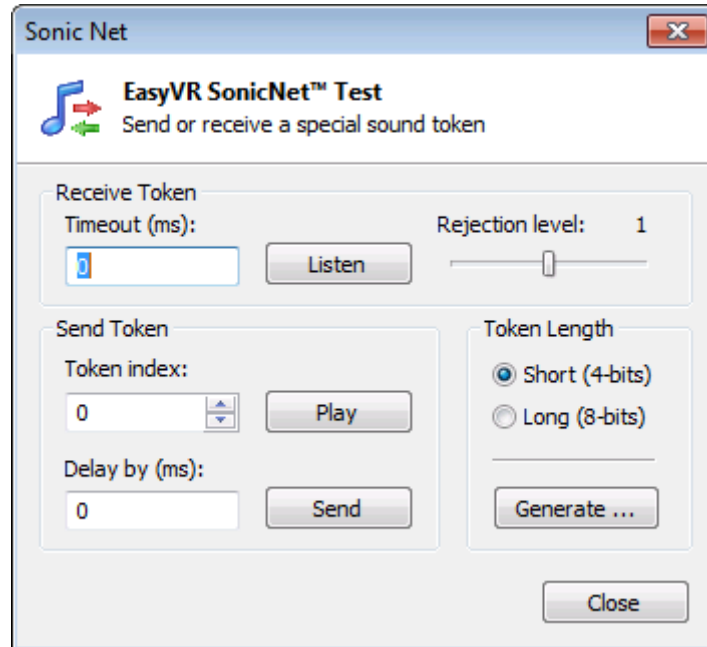 Sonic Net
EasyVR SonicNet™ Test
Send or receive a special sound token
Receive Token
Timeout (ms):
Rejection level: 1
0
Listen
Send Token
Token index:
0
Play
Delay by (ms):
0
Send
Token Length
Short (4-bits)
Long (8-bits)
Generate ...
Close